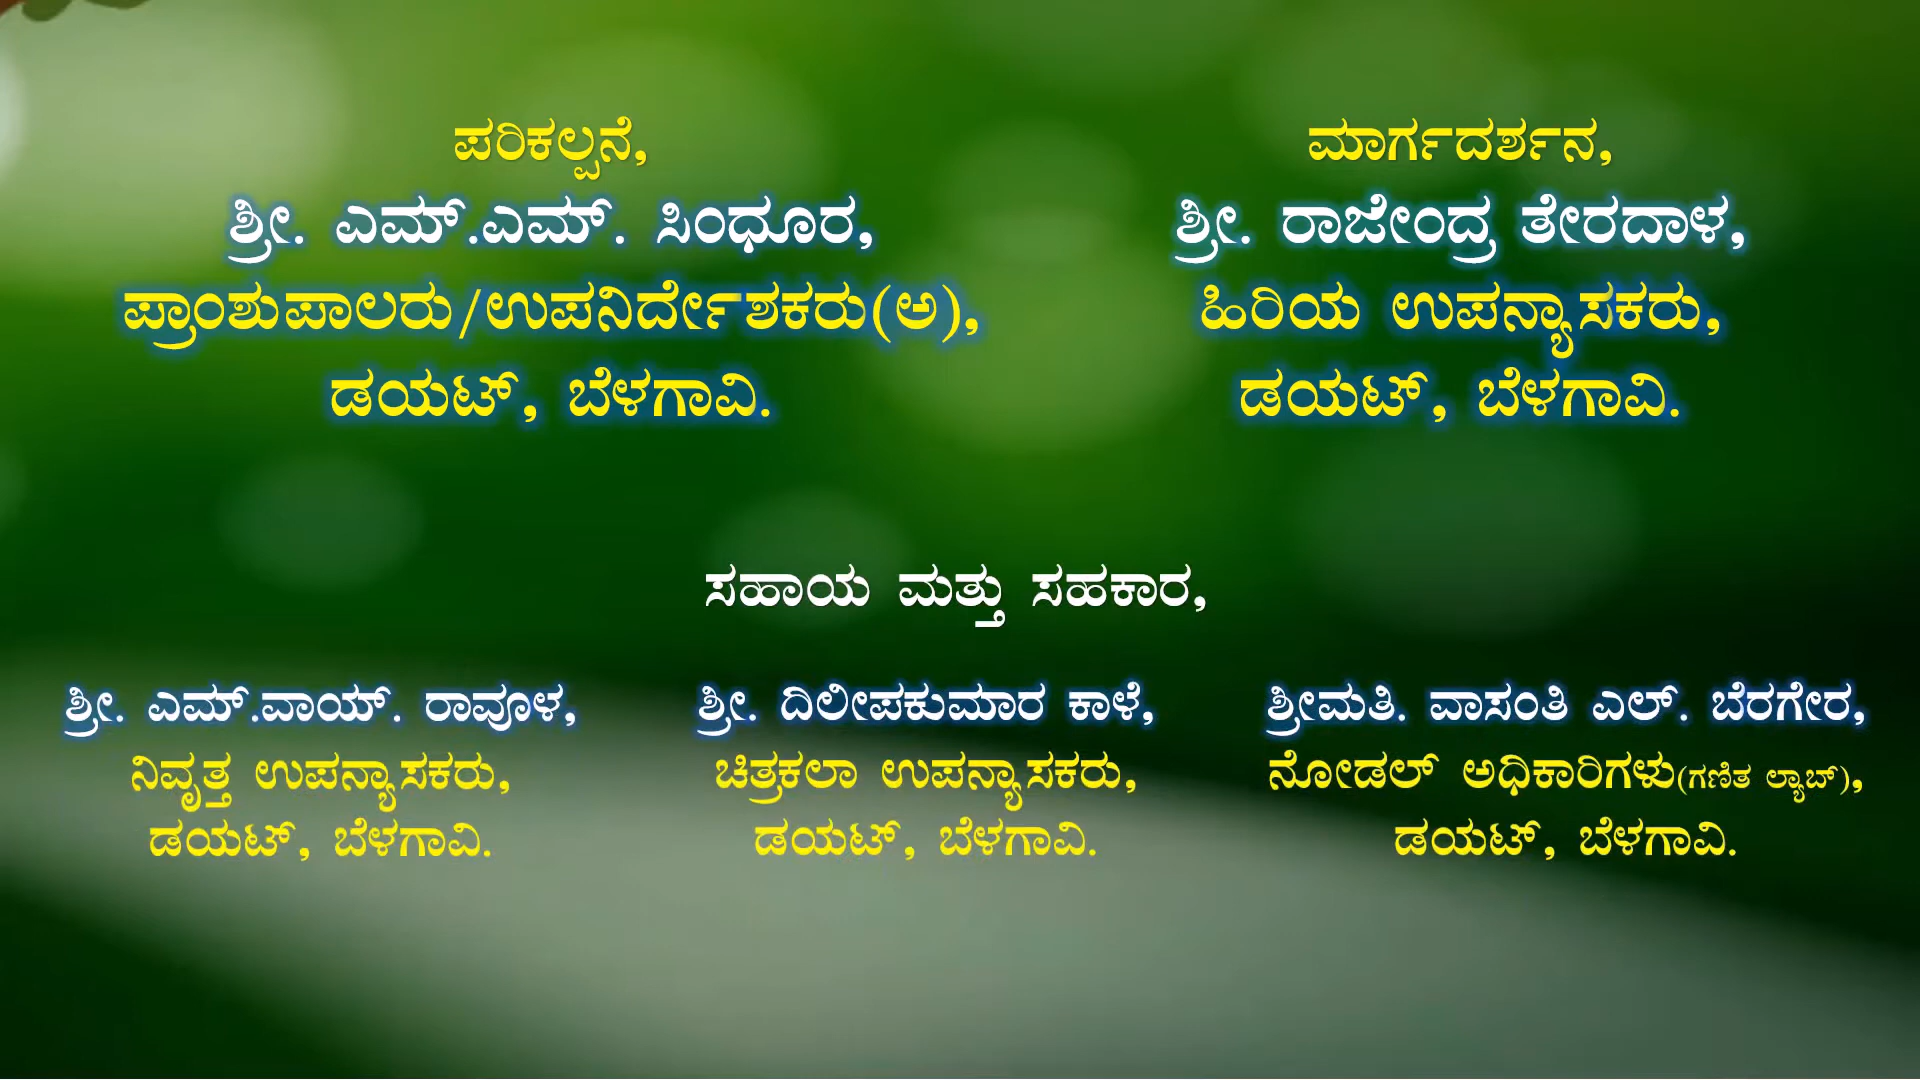 ಪರಿಕಲ್ಪನೆ,
ಶ್ರೀ. ಎಮ್.ಎಮ್. ಸಿಂಧೂರ,
ಪ್ರಾಂಶುಪಾಲರು/ಉಪನಿರ್ದೇಶಕರು(ಅ),
ಡಯಟ್, ಬೆಳಗಾವಿ.
ಮಾರ್ಗದರ್ಶನ,
ಶ್ರೀ. ರಾಜೇಂದ್ರ ತೇರದಾಳ,
ಹಿರಿಯ ಉಪನ್ಯಾಸಕರು,
ಡಯಟ್, ಬೆಳಗಾವಿ.
ಸಹಾಯ ಮತ್ತು ಸಹಕಾರ,
ಶ್ರೀ. ಎಮ್.ವಾಯ್. ರಾವೂಳ,
ನಿವೃತ್ತ ಉಪನ್ಯಾಸಕರು,
ಡಯಟ್, ಬೆಳಗಾವಿ.
ಶ್ರೀ. ದಿಲೀಪಕುಮಾರ ಕಾಳೆ,
ಚಿತ್ರಕಲಾ ಉಪನ್ಯಾಸಕರು,
ಡಯಟ್, ಬೆಳಗಾವಿ.
ಶ್ರೀಮತಿ. ವಾಸಂತಿ ಎಲ್. ಬೆರಗೇರ,
ನೋಡಲ್ ಅಧಿಕಾರಿಗಳು(ಗಣಿತ ಲ್ಯಾಬ್),
ಡಯಟ್, ಬೆಳಗಾವಿ.